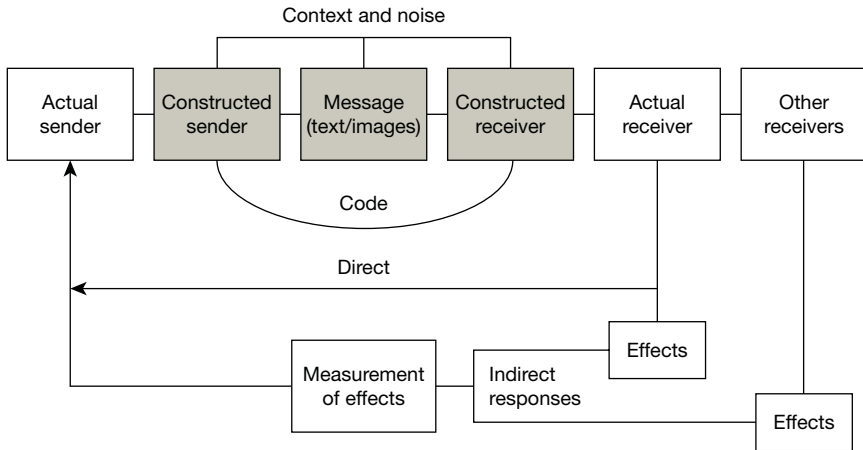 Context and noise
Actual
sender
Constructed
sender
Message
(text/images)
Constructed
receiver
Actual
receiver
Other
receivers
Code
Direct
Effects
Measurement
of effects
Indirect
responses
Effects